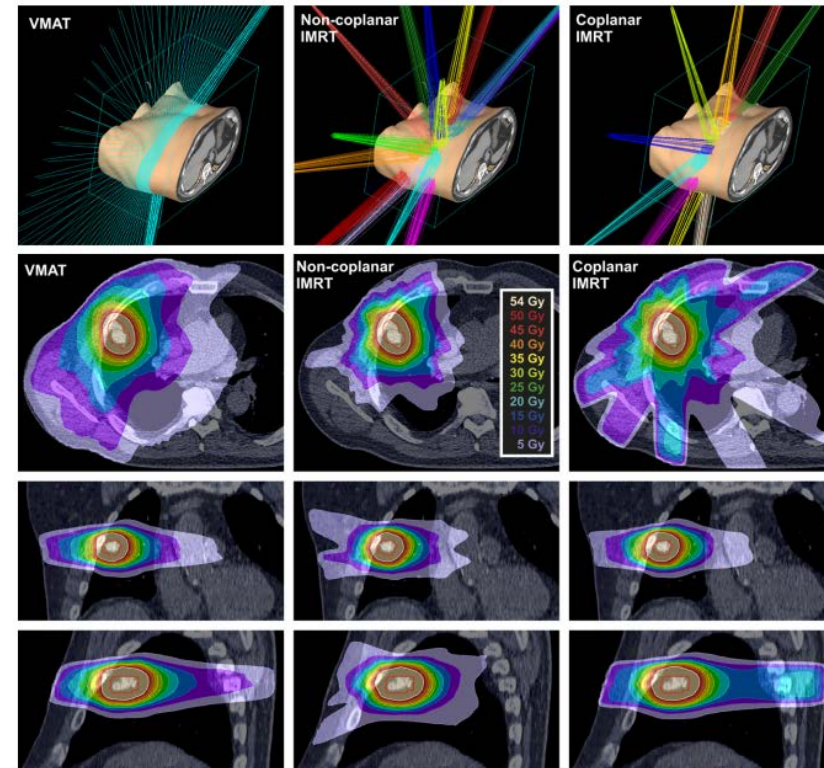 VMAT
Non-coplanar
IMRT
Coplanar
IMRT
VMAT
Non-coplanar
IMRT
Coplanar
IMRT
54 Gy
50 Gy
45 Gy
40 Gy
35 Gy
30 Gy
25 Gy
20 Gy
15 Gy
10 Gy
5 Gy